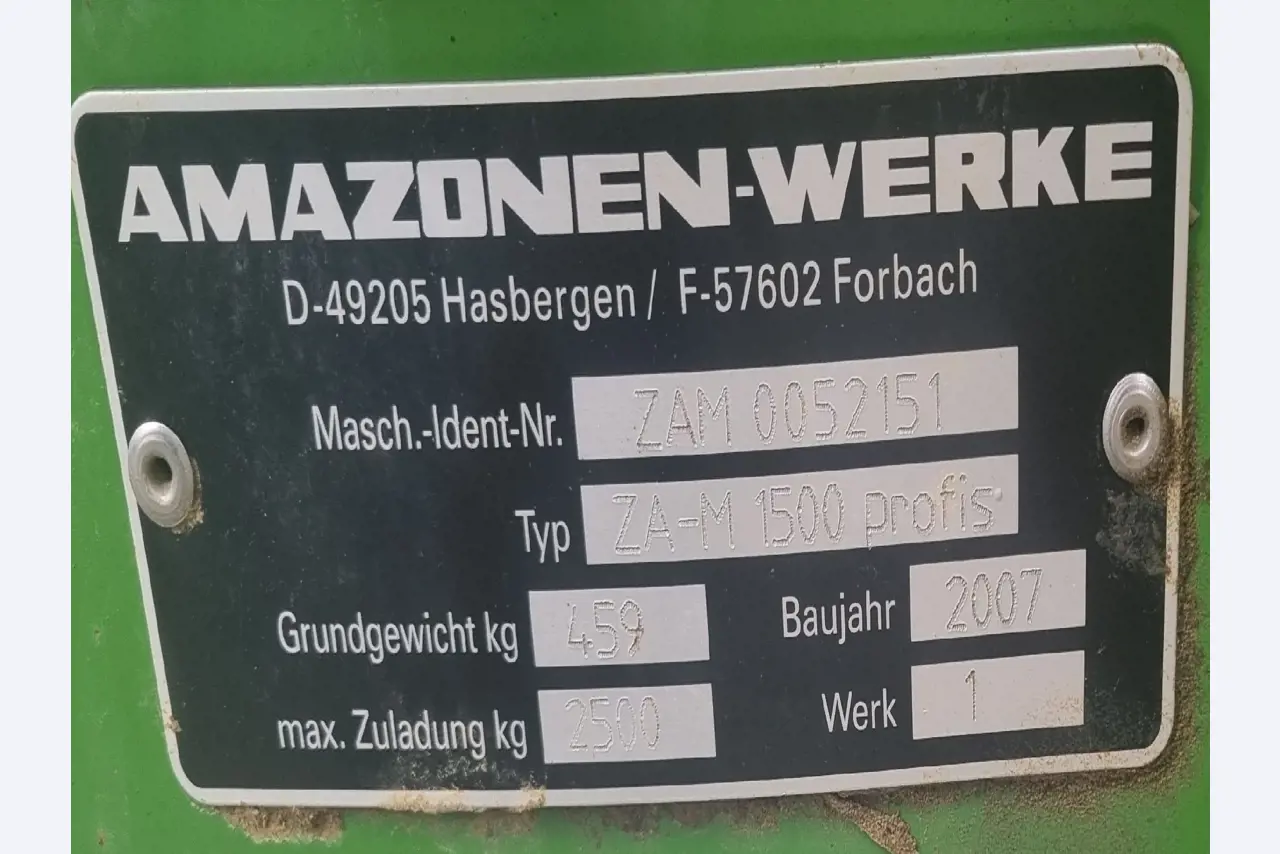 AMAZONEN-WERKE
D-49205 Hasbergen / F-57602 Forbach
Masch.-Ident-Nr. ZAM 0052151
Typ ZA-M 1500 profis
Grundgewicht kg 459 Baujahr 2007
max. Zuladung kg 2500 Werk 1